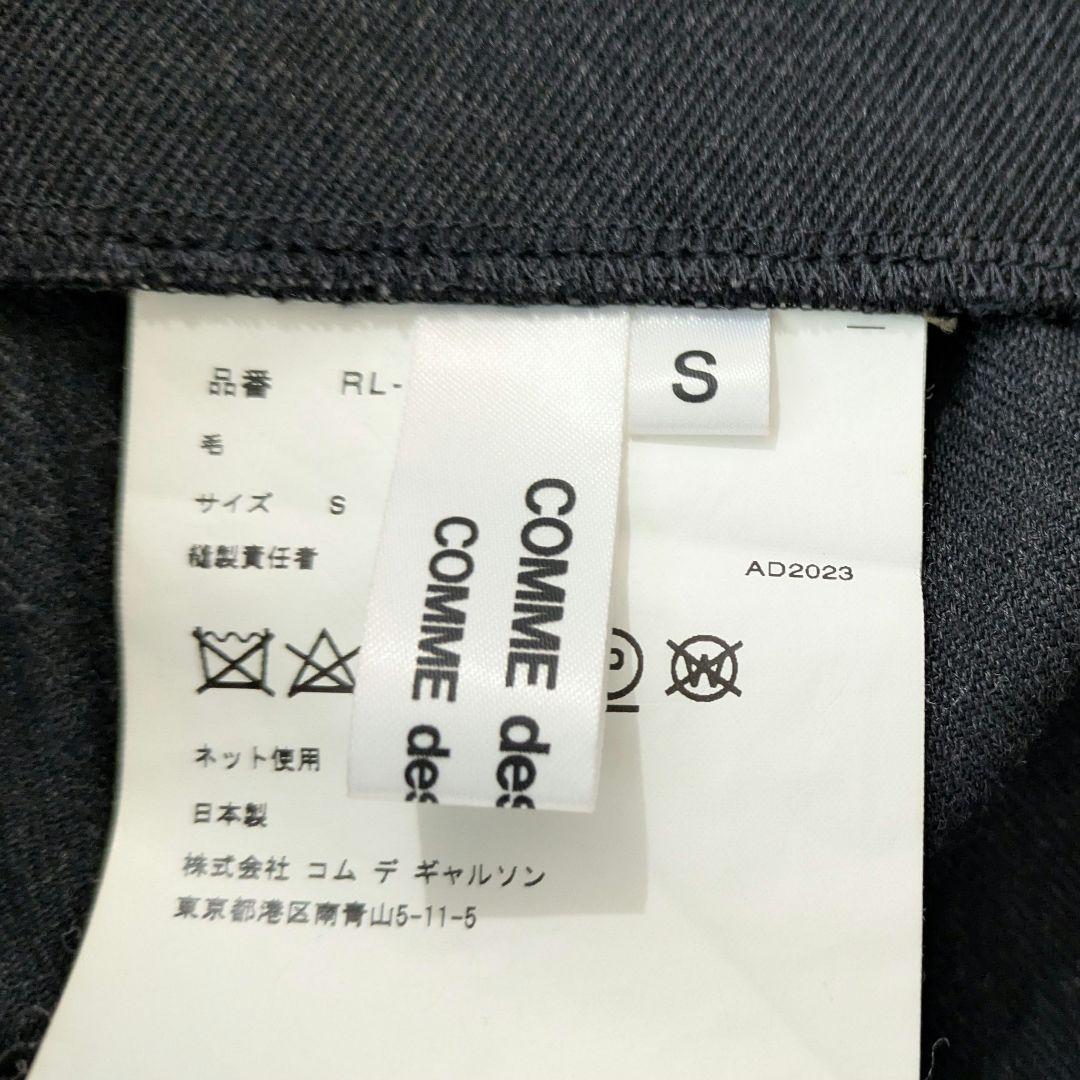 品番 RL-
毛
サイズ S
縫製責任者
AD2023
ネット使用
日本製
株式会社 コム デ ギャルソン
東京都港区南青山5-11-5
S
COMME des
COMME des
P
W